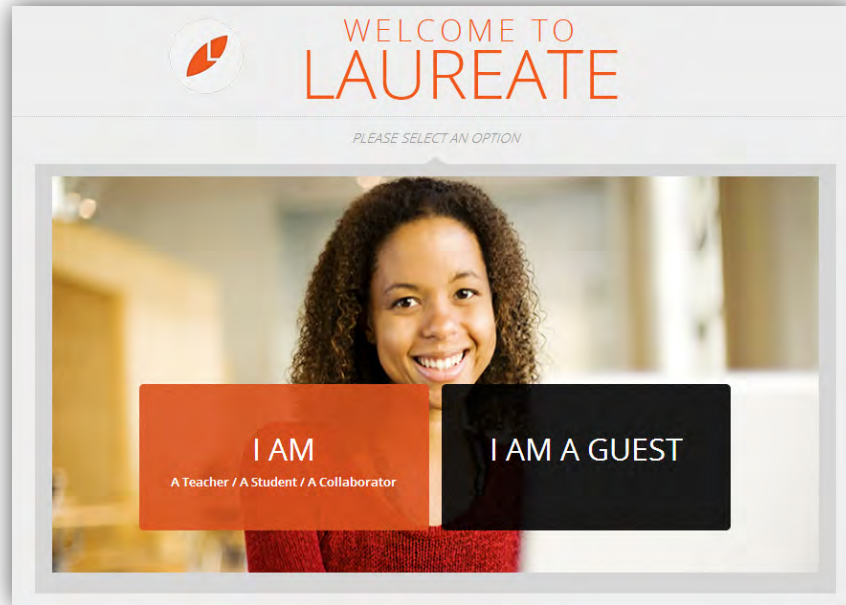 WELCOME TO
LAUREATE
PLEASE SELECT AN OPTION
I AM
A Teacher / A Student / A Collaborator
I AM A GUEST